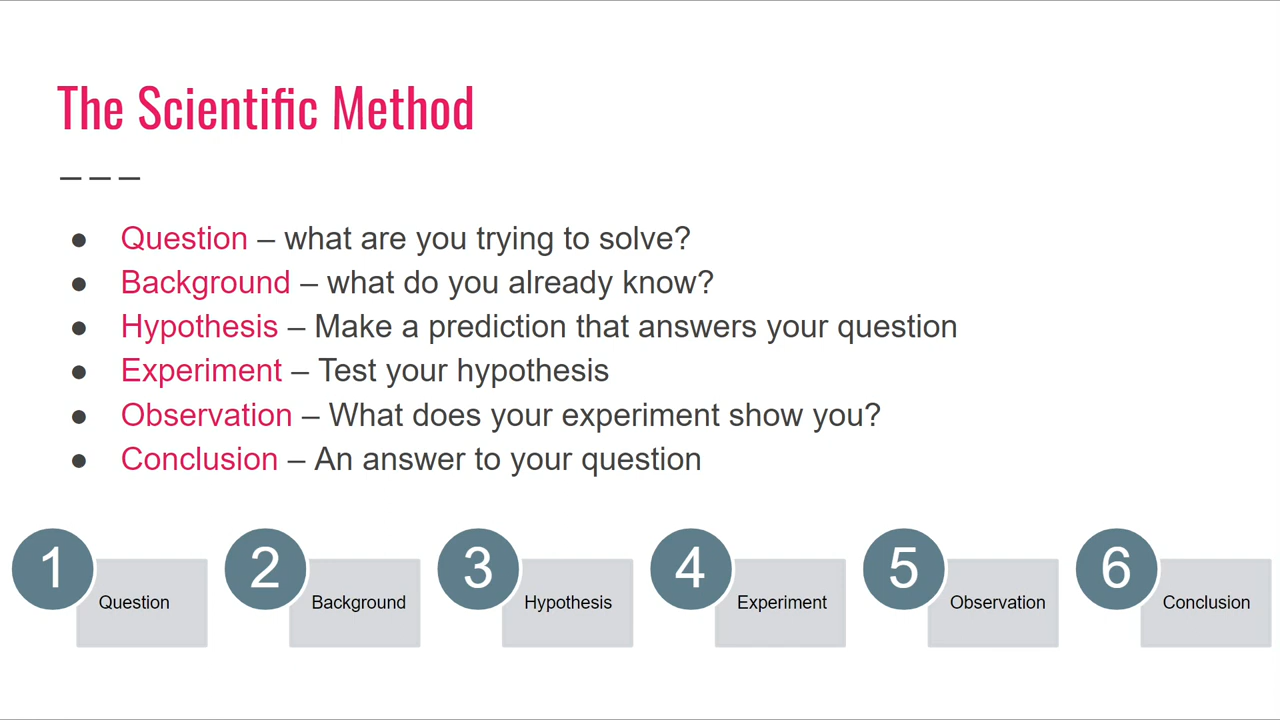 The Scientific Method
● Question – what are you trying to solve?
● Background – what do you already know?
● Hypothesis – Make a prediction that answers your question
● Experiment – Test your hypothesis
● Observation – What does your experiment show you?
● Conclusion – An answer to your question
1 Question
2 Background
3 Hypothesis
4 Experiment
5 Observation
6 Conclusion